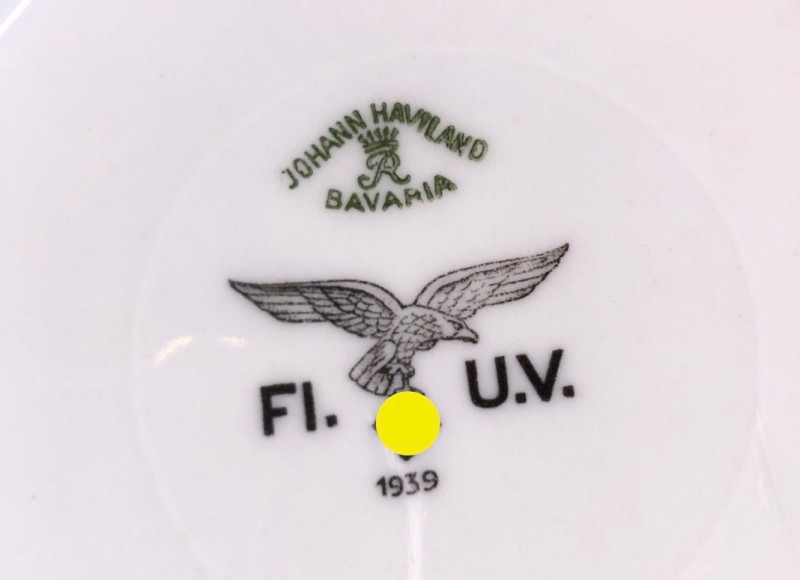 JOHANN HAVILAND
R
BAVARIA
Fl. U.V.
1939